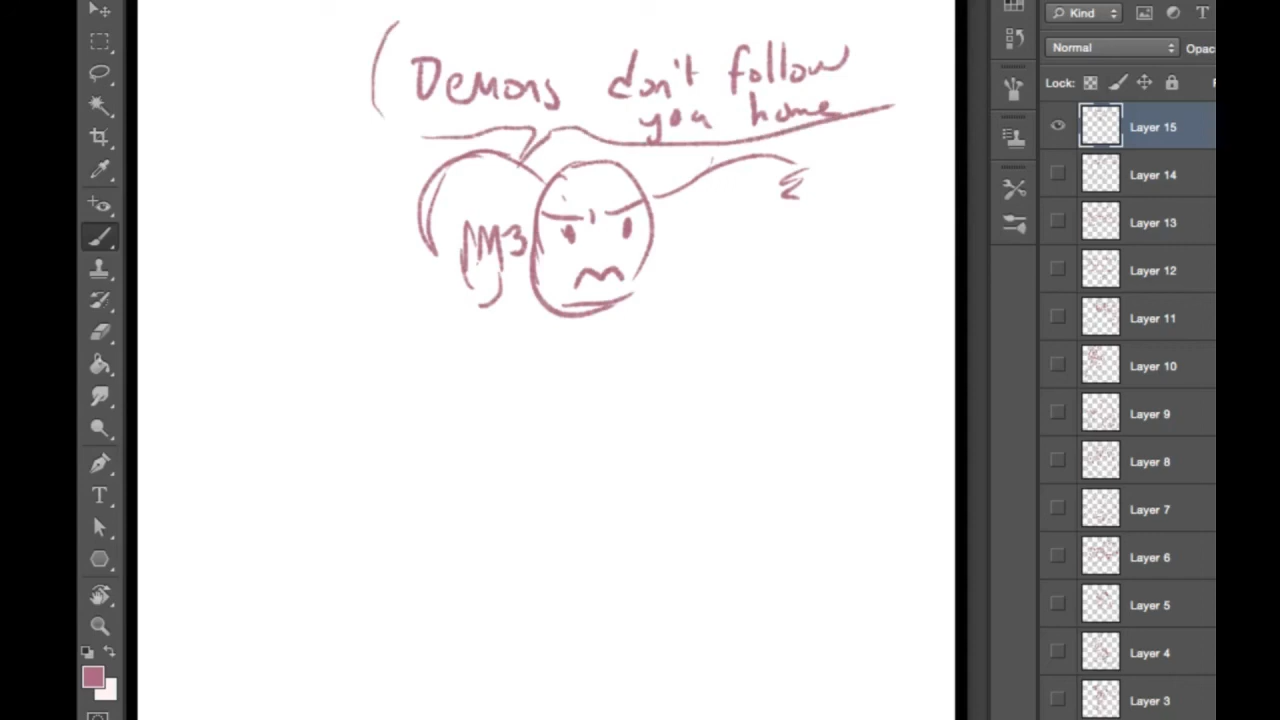 Demons don't follow
you home
Kind
T
Normal
Opac
Lock:
Layer 15
Layer 14
Layer 13
Layer 12
Layer 11
Layer 10
Layer 9
Layer 8
Layer 7
Layer 6
Layer 5
Layer 4
Layer 3